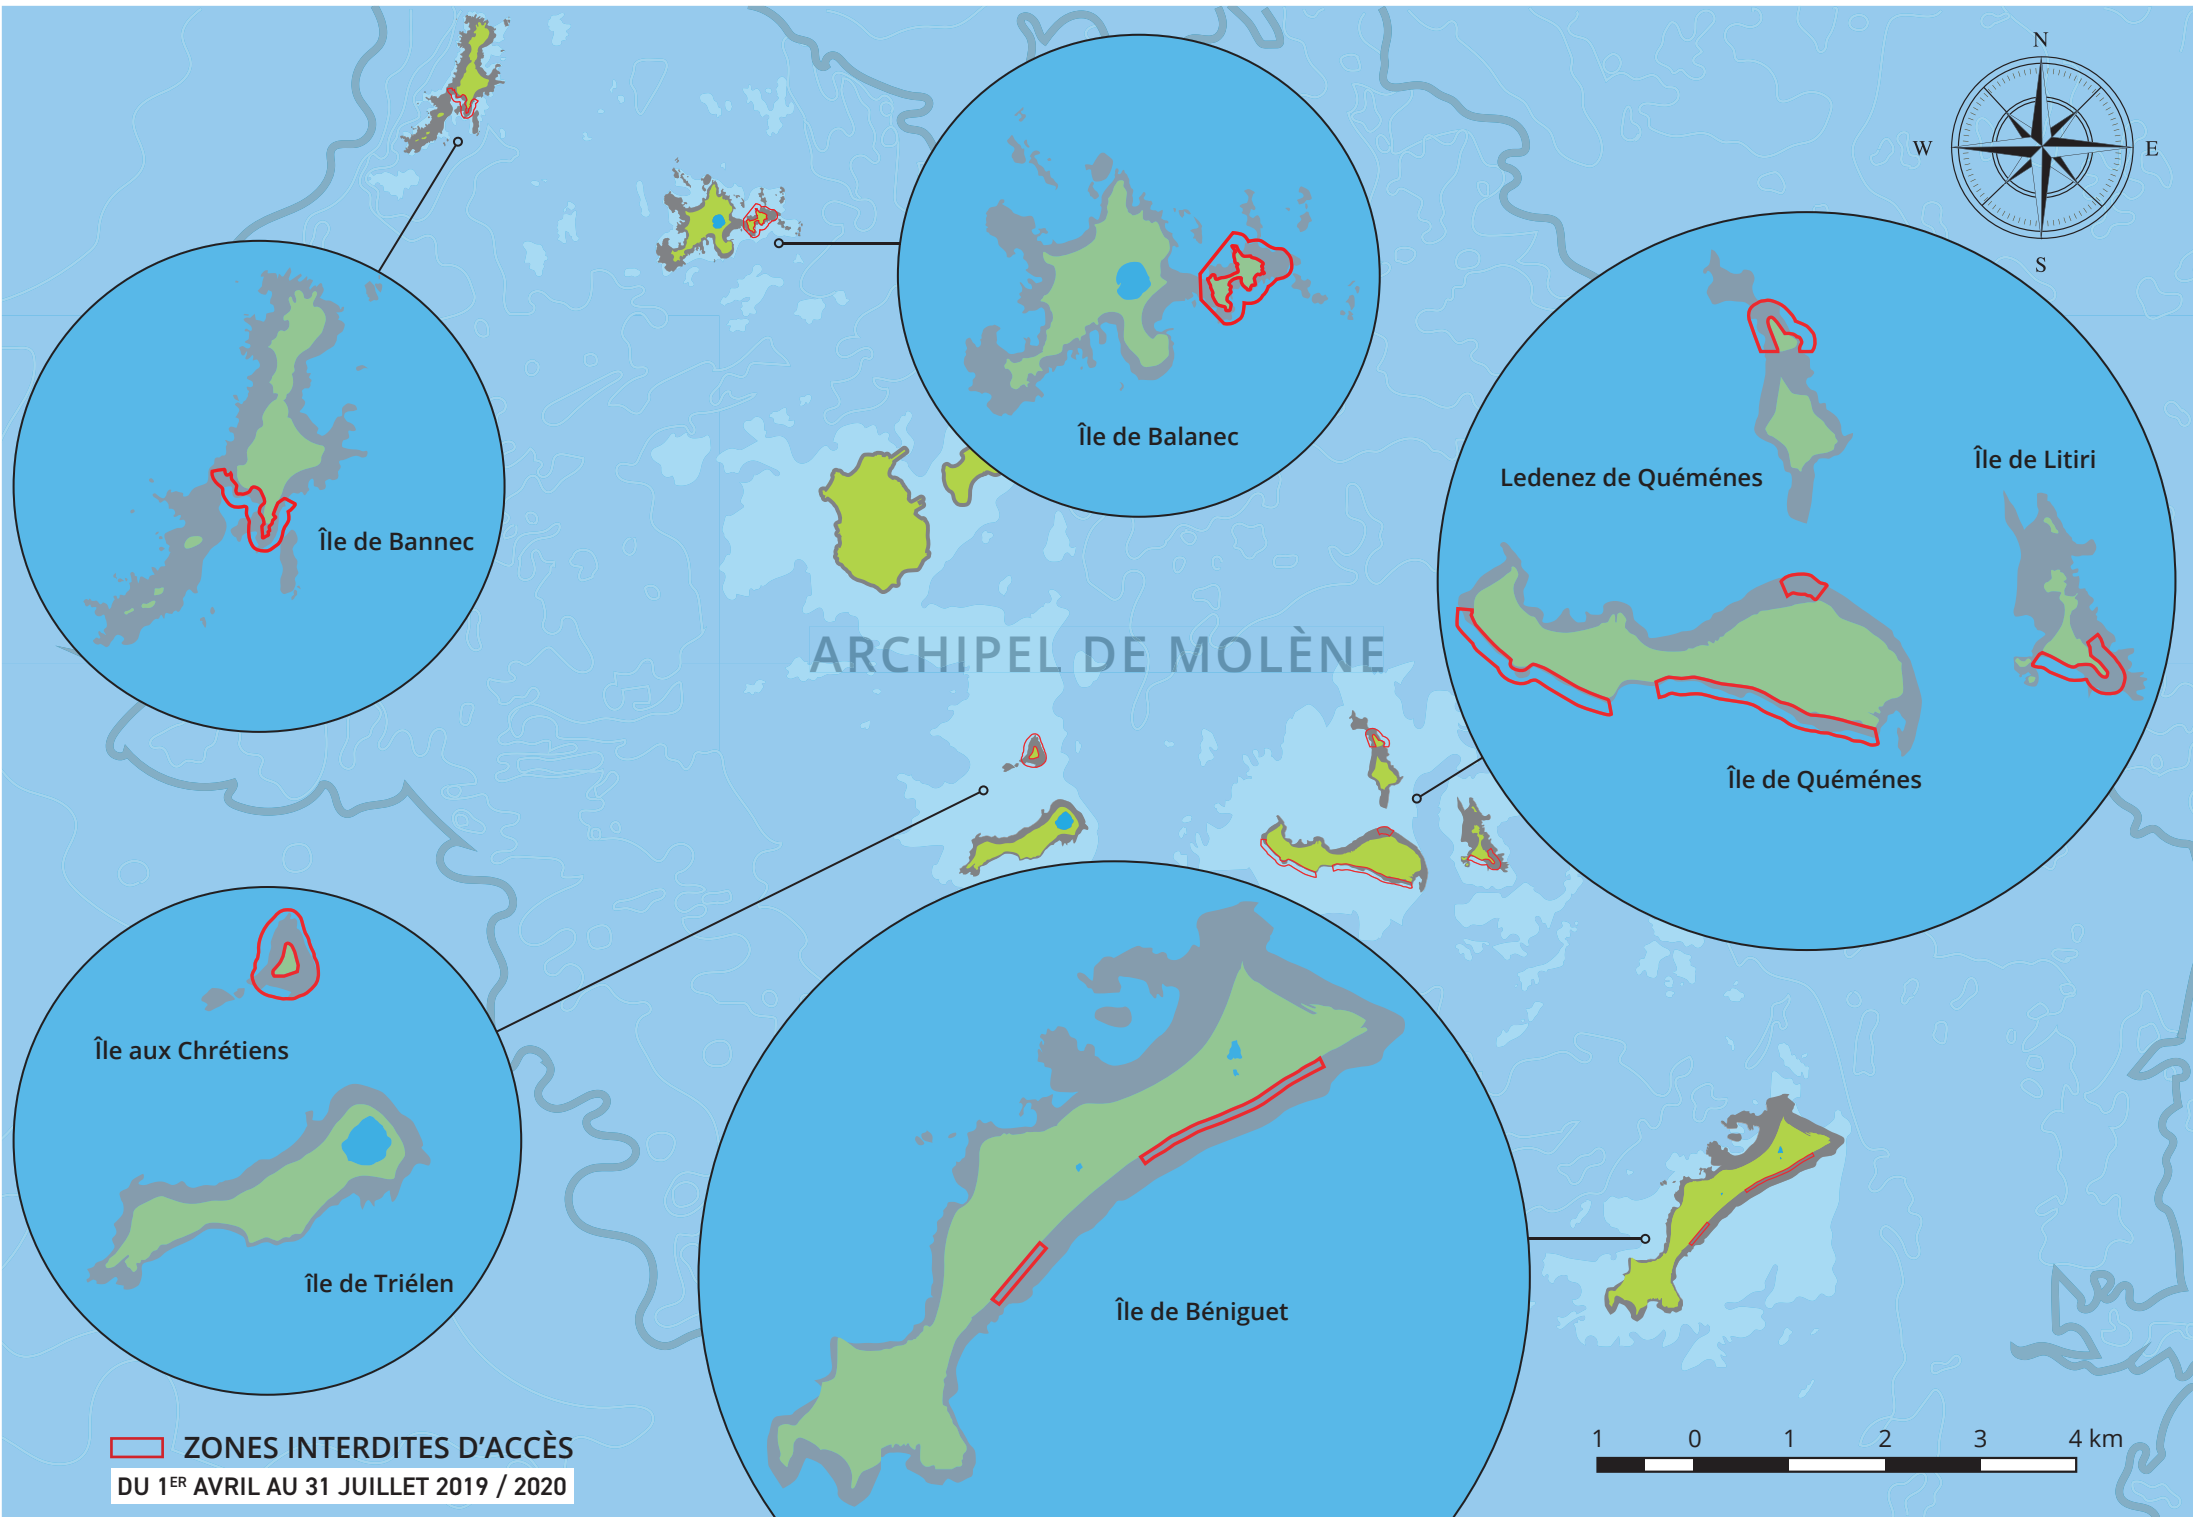 N
W
E
S
Île de Balanec
Île de Litiri
Ledenez de Quéménes
Île de Bannec
ARCHIPEL DE MOLÈNE
Île de Quéménes
Île aux Chrétiens
île de Triélen
Île de Béniguet
ZONES INTERDITES D'ACCÈS
DU 1ER AVRIL AU 31 JUILLET 2019 / 2020
1 0 1 2 3 4 km